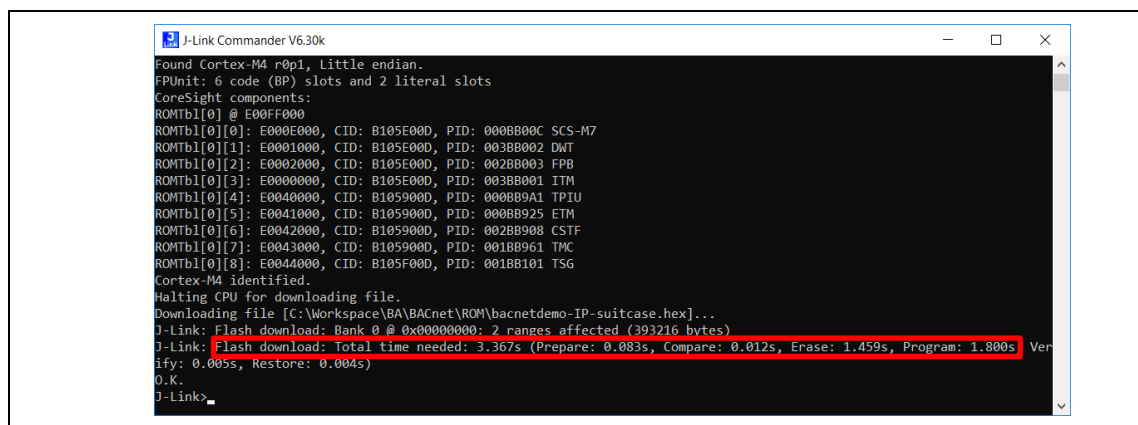 J-Link Commander V6.30k
Found Cortex-M4 r0p1, Little endian.
FPUnit: 6 code (BP) slots and 2 literal slots
CoreSight components:
ROMTbl[0] @ E00FF000
ROMTbl[0][0]: E000E000, CID: B105E00D, PID: 000BB00C SCS-M7
ROMTbl[0][1]: E0001000, CID: B105E00D, PID: 003BB002 DWT
ROMTbl[0][2]: E0002000, CID: B105E00D, PID: 002BB003 FPB
ROMTbl[0][3]: E0000000, CID: B105E00D, PID: 003BB001 ITM
ROMTbl[0][4]: E0040000, CID: B105900D, PID: 000BB9A1 TPIU
ROMTbl[0][5]: E0041000, CID: B105900D, PID: 000BB925 ETM
ROMTbl[0][6]: E0042000, CID: B105900D, PID: 002BB908 CSTF
ROMTbl[0][7]: E0043000, CID: B105900D, PID: 001BB961 TMC
ROMTbl[0][8]: E0044000, CID: B105F00D, PID: 001BB101 TSG
Cortex-M4 identified.
Halting CPU for downloading file.
Downloading file [C:\Workspace\BA\BACnet\ROM\bacnetdemo-IP-suitcase.hex]...
J-Link: Flash download: Bank 0 @ 0x00000000: 2 ranges affected (393216 bytes)
J-Link: Flash download: Total time needed: 3.367s (Prepare: 0.083s, Compare: 0.012s, Erase: 1.459s, Program: 1.800s, Ver
ify: 0.005s, Restore: 0.004s)
O.K.
J-Link>_